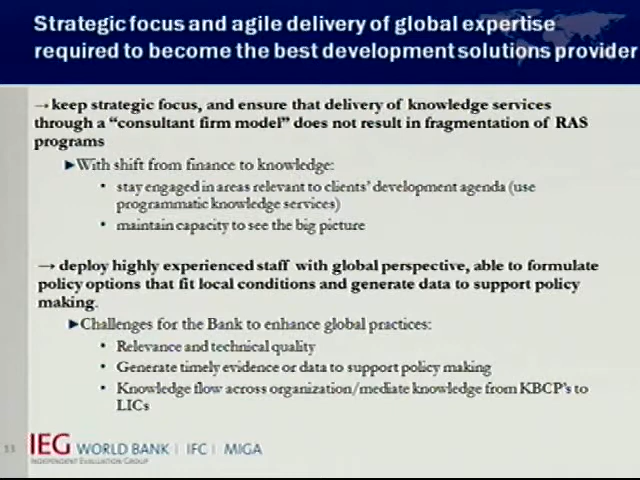 Strategic focus and agile delivery of global expertise
required to become the best development solutions provider
→ keep strategic focus, and ensure that delivery of knowledge services
through a “consultant firm model” does not result in fragmentation of RAS
programs
►With shift from finance to knowledge:
• stay engaged in areas relevant to clients’ development agenda (use
programmatic knowledge services)
• maintain capacity to see the big picture
→ deploy highly experienced staff with global perspective, able to formulate
policy options that fit local conditions and generate data to support policy
making.
►Challenges for the Bank to enhance global practices:
• Relevance and technical quality
• Generate timely evidence or data to support policy making
• Knowledge flow across organization/mediate knowledge from KBCP's to
LICs
IEG WORLD BANK | IFC | MIGA
INDEPENDENT EVALUATION GROUP